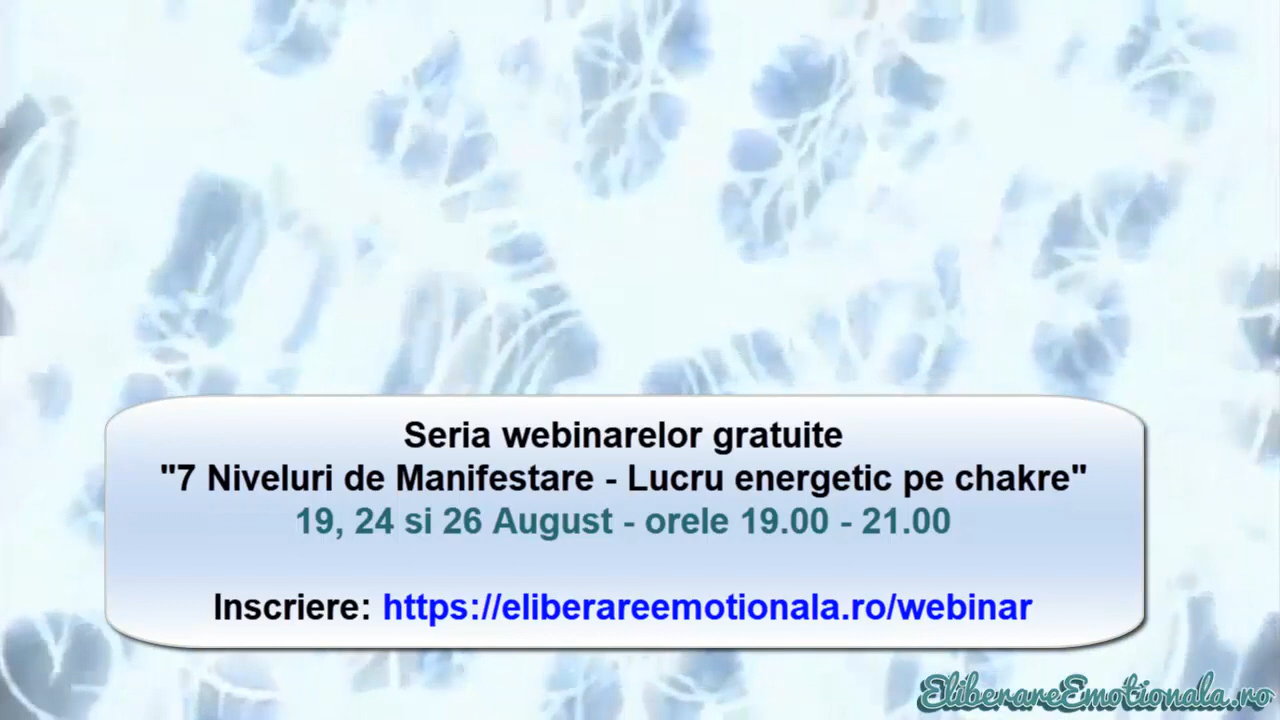 Seria webinarelor gratuite
"7 Niveluri de Manifestare - Lucru energetic pe chakre"
19, 24 si 26 August - orele 19.00 - 21.00
Inscriere: https://eliberareemotionala.ro/webinar
EliberareEmotionala.ro